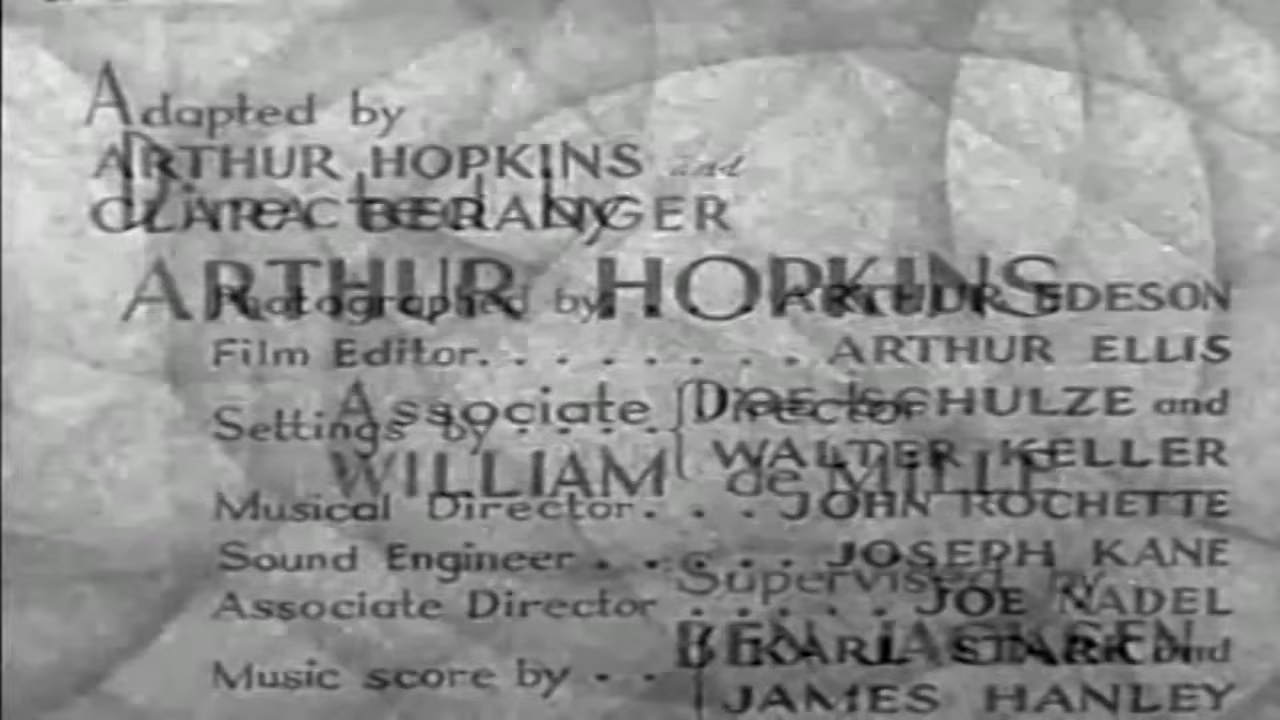 Adapted by
ARTHUR HOPKINS and
CLARA BERANGER
Directed by
ARTHUR HOPKINS
Photographed by . . . ARTHUR EDESON
Film Editor. . . . . . . . ARTHUR ELLIS
Associate Director
Settings by . . . . . SCHULZE and
WALTER KELLER
WILLIAM de MILLE
Musical Director. . . JOHN ROCHETTE
Sound Engineer . . . . . JOSEPH KANE
Supervised by
Associate Director . . . . . JOE NADEL
BEN
KARL STARK and
Music score by . . JAMES HANLEY